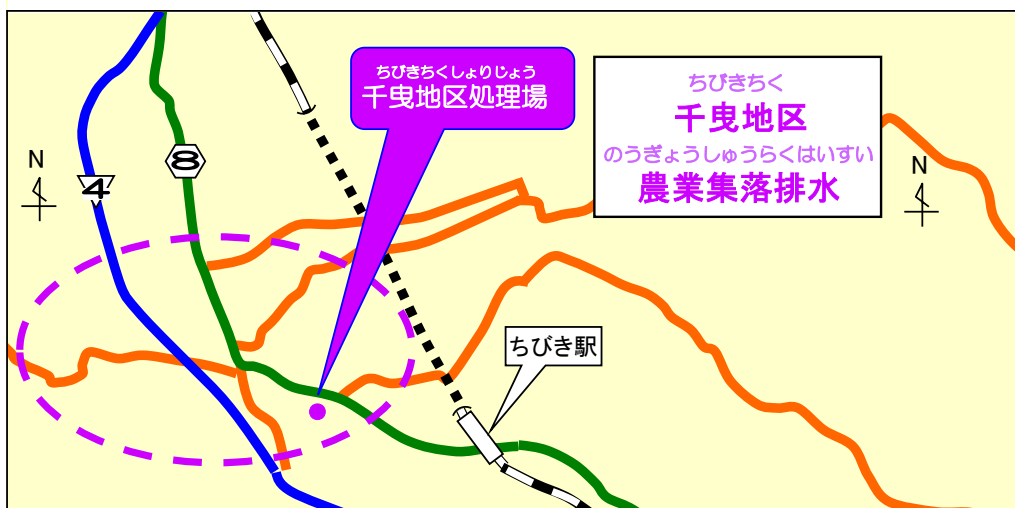 ちびきちくしょりじょう
千曳地区処理場
ちびきちく
千曳地区
のうぎょうしゅうらくはいすい
農業集落排水
N
N
8
4
ちびき駅